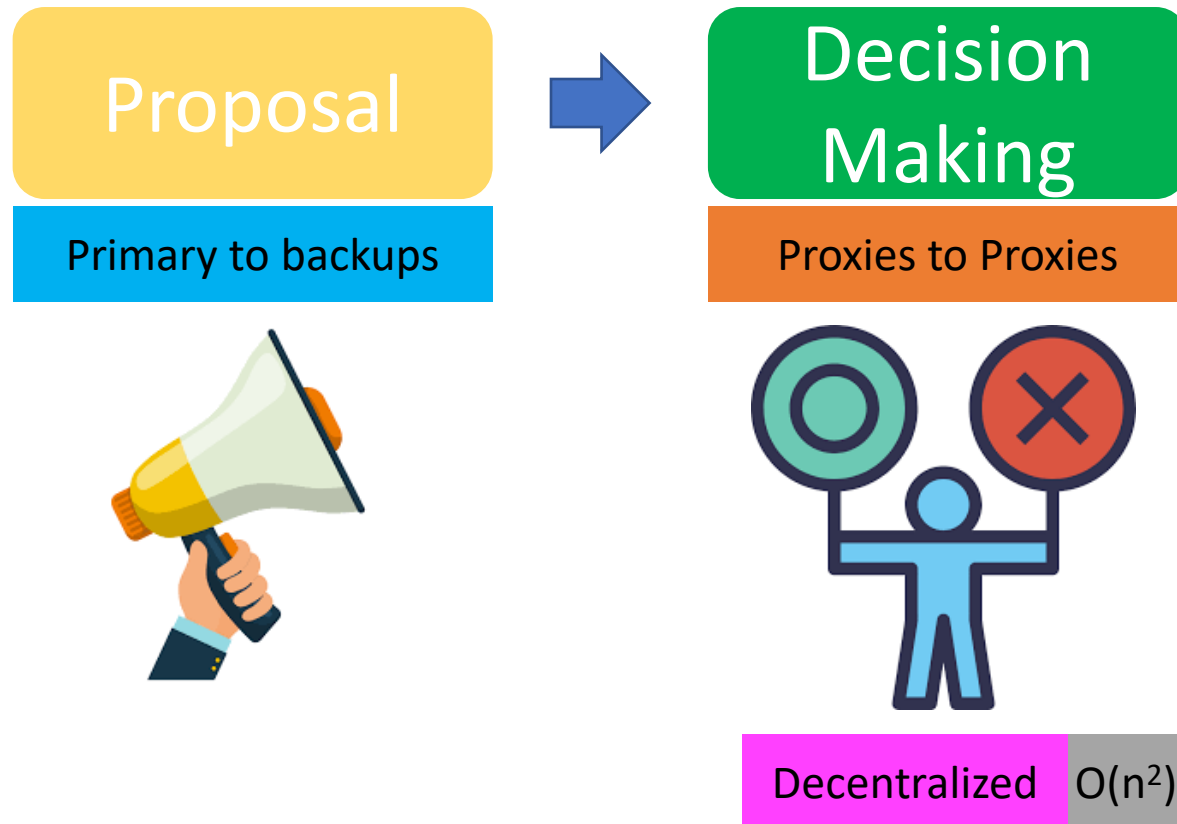 Proposal
Decision
Making
Primary to backups
Proxies to Proxies
Decentralized
O(n²)